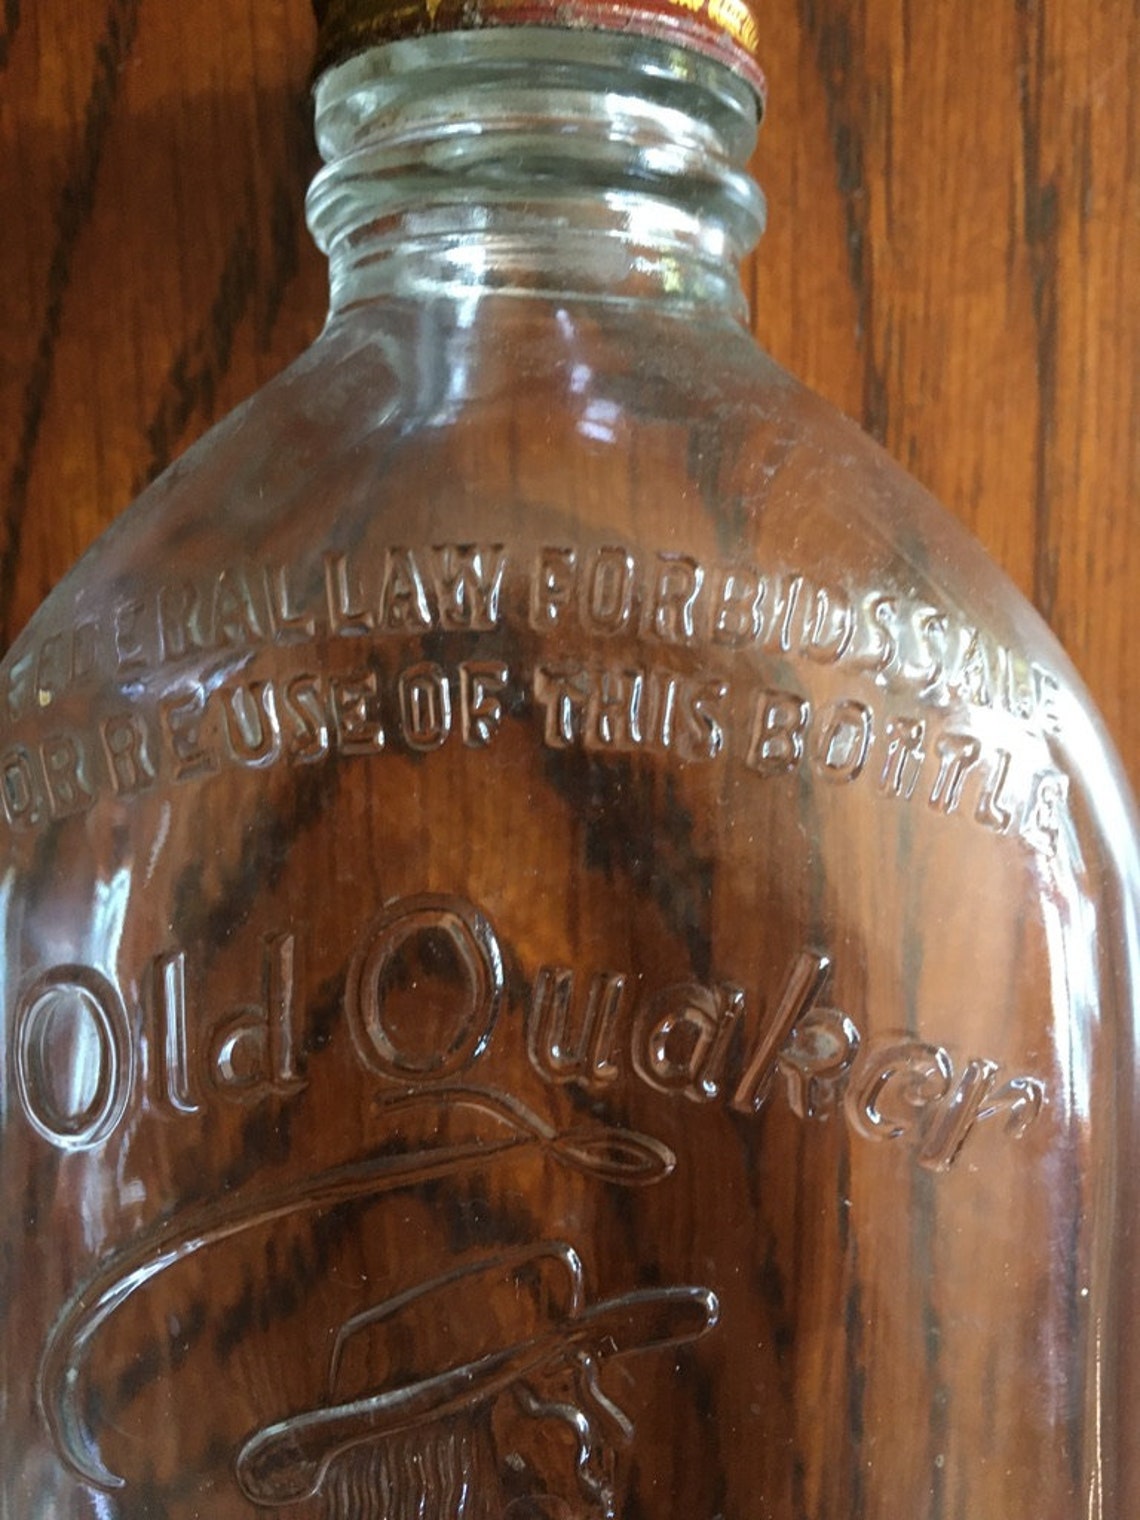 FEDERAL LAW FORBIDS SALE
OR REUSE OF THIS BOTTLE
Old Quaker